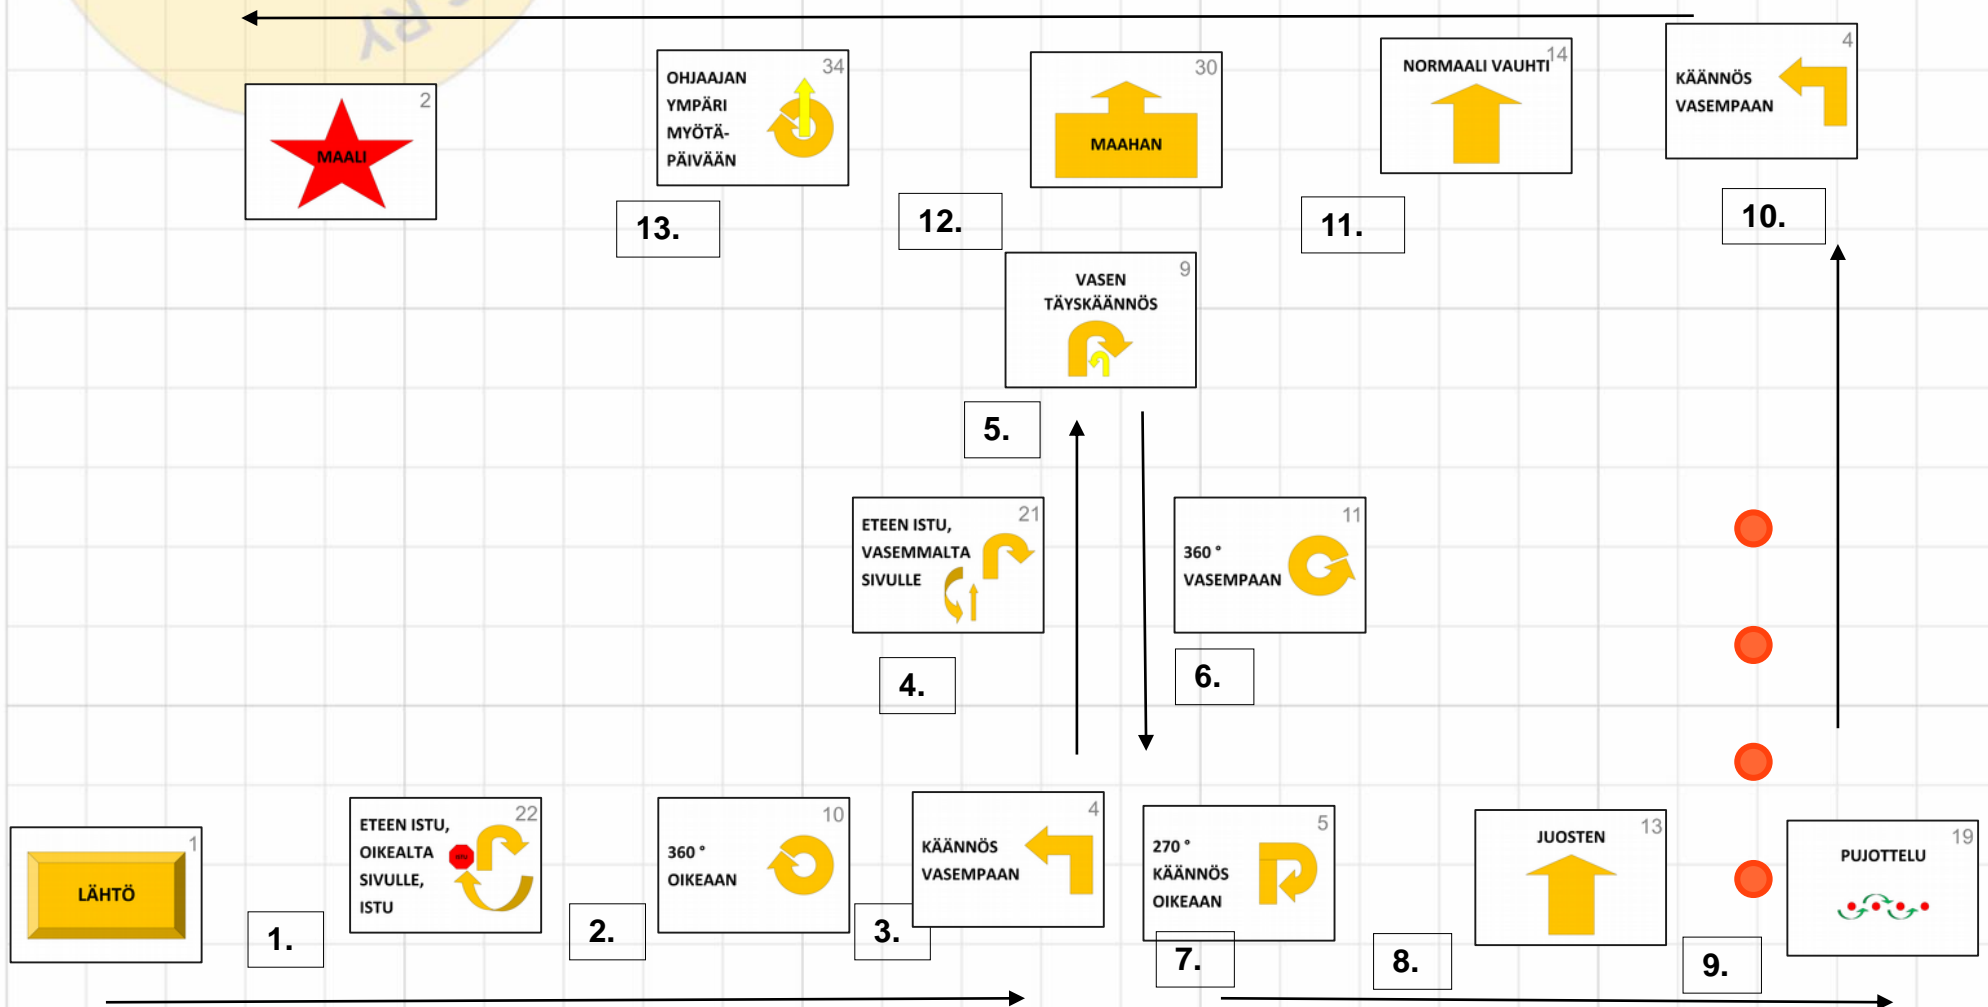 RY
2
MAALI
34
OHJAAJAN
YMPÄRI
MYÖTÄ-
PÄIVÄÄN
30
MAAHAN
14
NORMAALI VAUHTI
4
KÄÄNNÖS
VASEMPAAN
13.
12.
11.
10.
9
VASEN
TÄYSKÄÄNNÖS
5.
21
ETEEN ISTU,
VASEMMALTA
SIVULLE
11
360 °
VASEMPAAN
4.
6.
1
LÄHTÖ
22
ETEEN ISTU,
OIKEALTA
SIVULLE,
ISTU
10
360 °
OIKEAAN
4
KÄÄNNÖS
VASEMPAAN
5
270 °
KÄÄNNÖS
OIKEAAN
13
JUOSTEN
19
PUJOTTELU
1.
2.
3.
7.
8.
9.